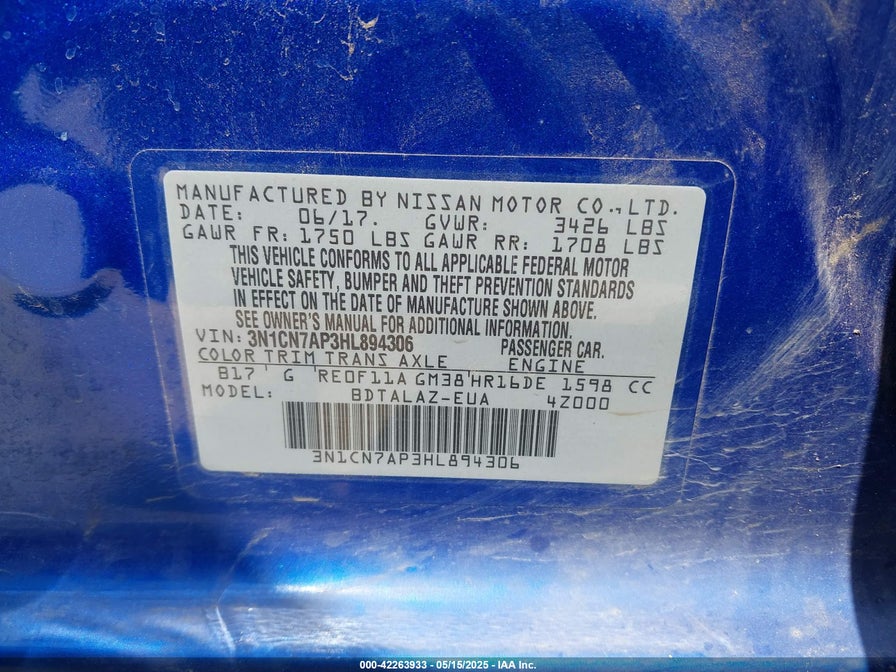 MANUFACTURED BY NISSAN MOTOR CO., LTD.
DATE: 06/17. GVWR: 3426 LBS
GAWR FR: 1750 LBS GAWR RR: 1708 LBS
THIS VEHICLE CONFORMS TO ALL APPLICABLE FEDERAL MOTOR
VEHICLE SAFETY, BUMPER AND THEFT PREVENTION STANDARDS
IN EFFECT ON THE DATE OF MANUFACTURE SHOWN ABOVE.
SEE OWNER'S MANUAL FOR ADDITIONAL INFORMATION.
VIN: 3N1CN7AP3HL894306 PASSENGER CAR.
COLOR TRIM TRANS AXLE ENGINE
B17 G RE0F11A GM38 HR16DE 1598 CC
MODEL: BDTALAZ-EUA 4Z000
3N1CN7AP3HL894306
000-42263933 - 05/15/2025 - IAA Inc.